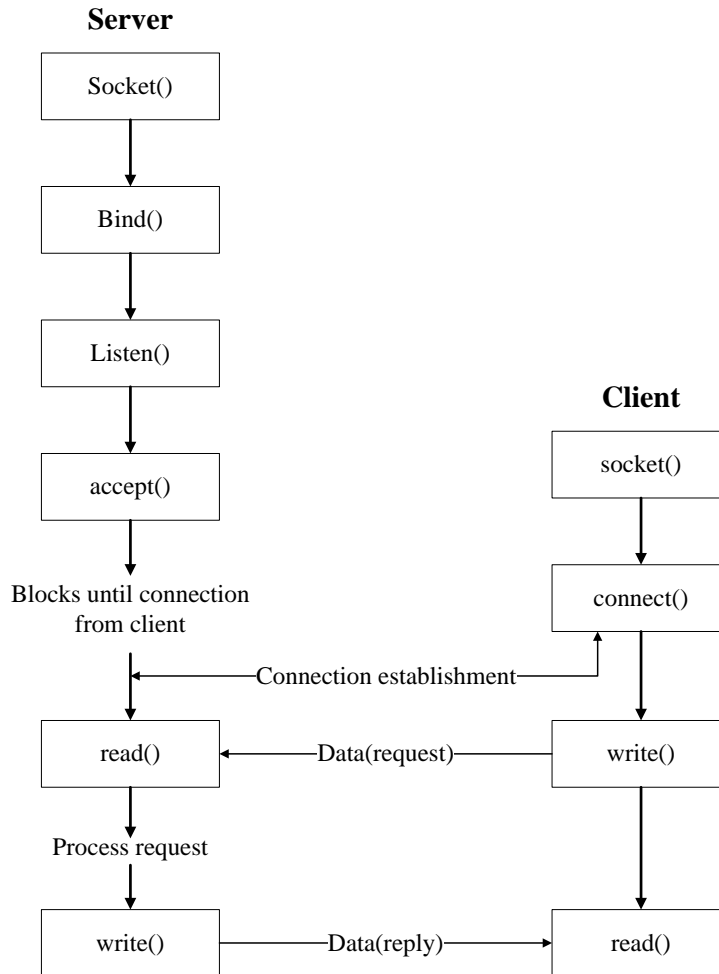 Server
Socket()
Bind()
Listen()
accept()
Blocks until connection
from client
Client
socket()
connect()
Connection establishment
read()
Data(request)
write()
Process request
write()
Data(reply)
read()